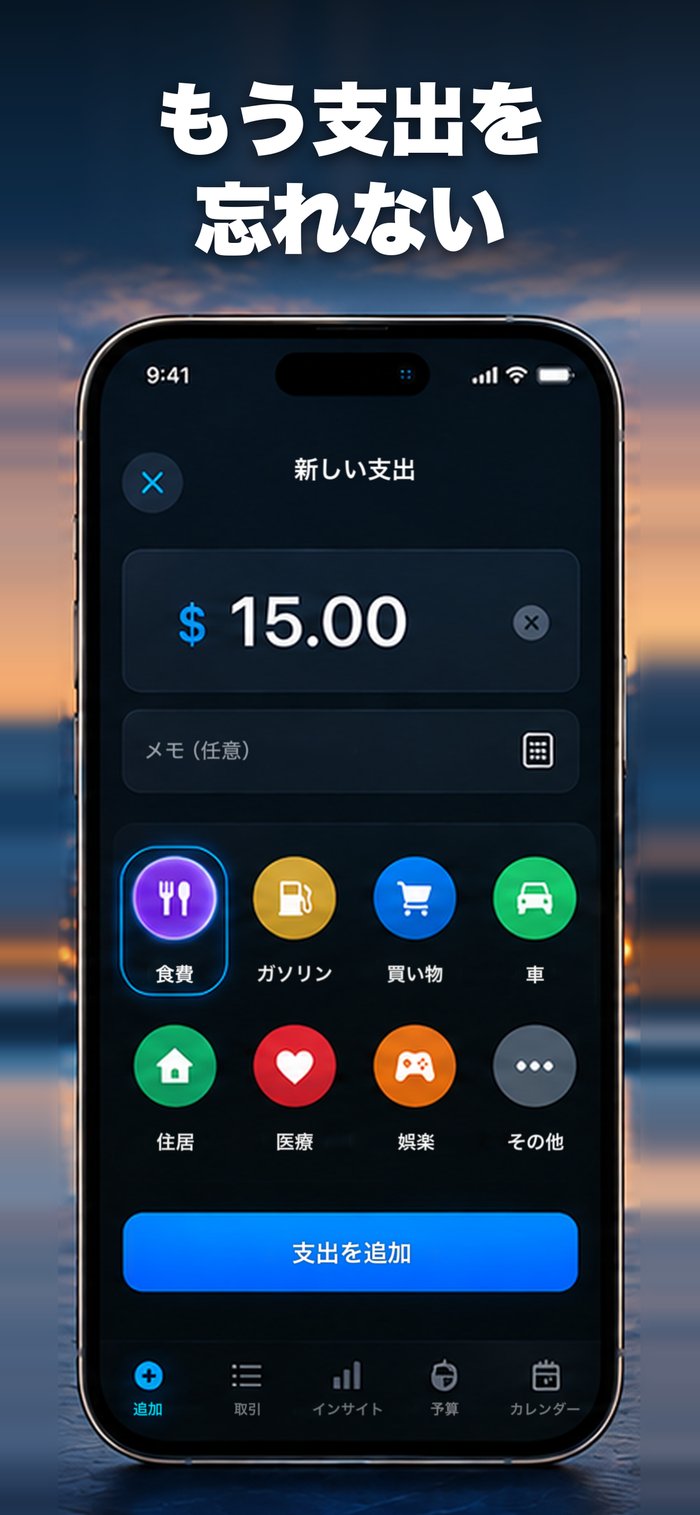 もう支出を
忘れない
9:41
新しい支出
$ 15.00
メモ（任意）
食費 ガソリン 買い物 車
住居 医療 娯楽 その他
支出を追加
追加 取引 インサイト 予算 カレンダー